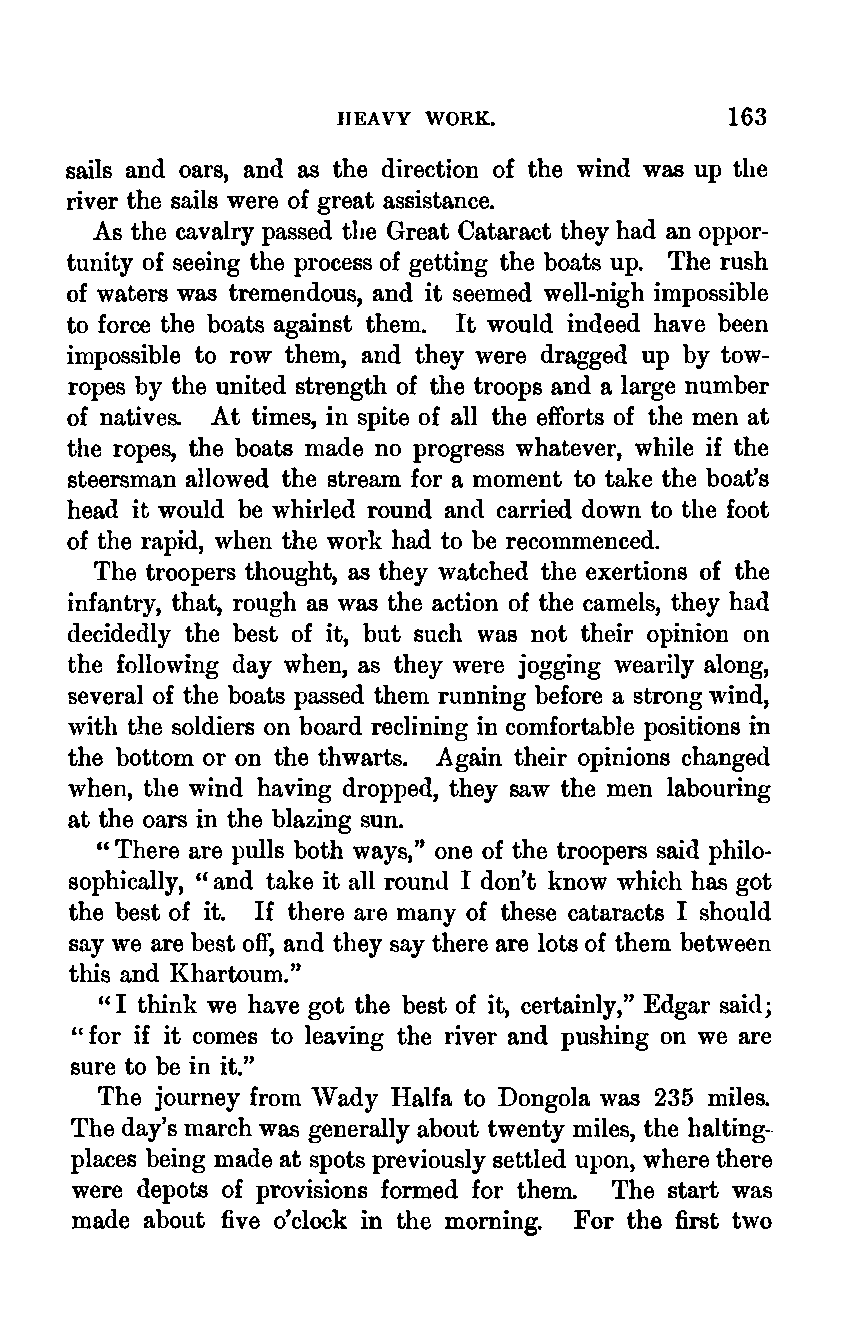 HEAVY WORK. 163
sails and oars, and as the direction of the wind was up the
river the sails were of great assistance.
As the cavalry passed the Great Cataract they had an oppor-
tunity of seeing the process of getting the boats up. The rush
of waters was tremendous, and it seemed well-nigh impossible
to force the boats against them. It would indeed have been
impossible to row them, and they were dragged up by tow-
ropes by the united strength of the troops and a large number
of natives. At times, in spite of all the efforts of the men at
the ropes, the boats made no progress whatever, while if the
steersman allowed the stream for a moment to take the boat's
head it would be whirled round and carried down to the foot
of the rapid, when the work had to be recommenced.
The troopers thought, as they watched the exertions of the
infantry, that, rough as was the action of the camels, they had
decidedly the best of it, but such was not their opinion on
the following day when, as they were jogging wearily along,
several of the boats passed them running before a strong wind,
with the soldiers on board reclining in comfortable positions in
the bottom or on the thwarts. Again their opinions changed
when, the wind having dropped, they saw the men labouring
at the oars in the blazing sun.
"There are pulls both ways," one of the troopers said philo-
sophically, "and take it all round I don't know which has got
the best of it. If there are many of these cataracts I should
say we are best off, and they say there are lots of them between
this and Khartoum."
"I think we have got the best of it, certainly," Edgar said;
"for if it comes to leaving the river and pushing on we are
sure to be in it."
The journey from Wady Halfa to Dongola was 235 miles.
The day's march was generally about twenty miles, the halting-
places being made at spots previously settled upon, where there
were depots of provisions formed for them. The start was
made about five o'clock in the morning. For the first two